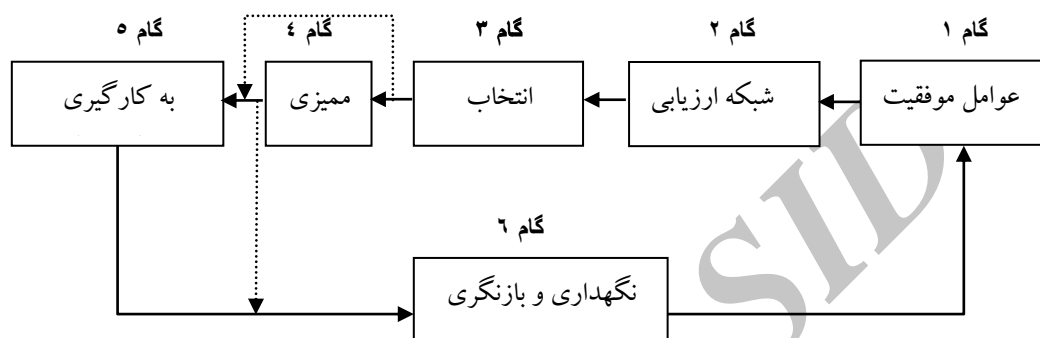 گام ۱
گام ۲
گام ۳
گام ٤
گام ٥
عوامل موفقیت
شبکه ارزیابی
انتخاب
ممیزی
به کارگیری
گام ٦
نگهداری و بازنگری
SID